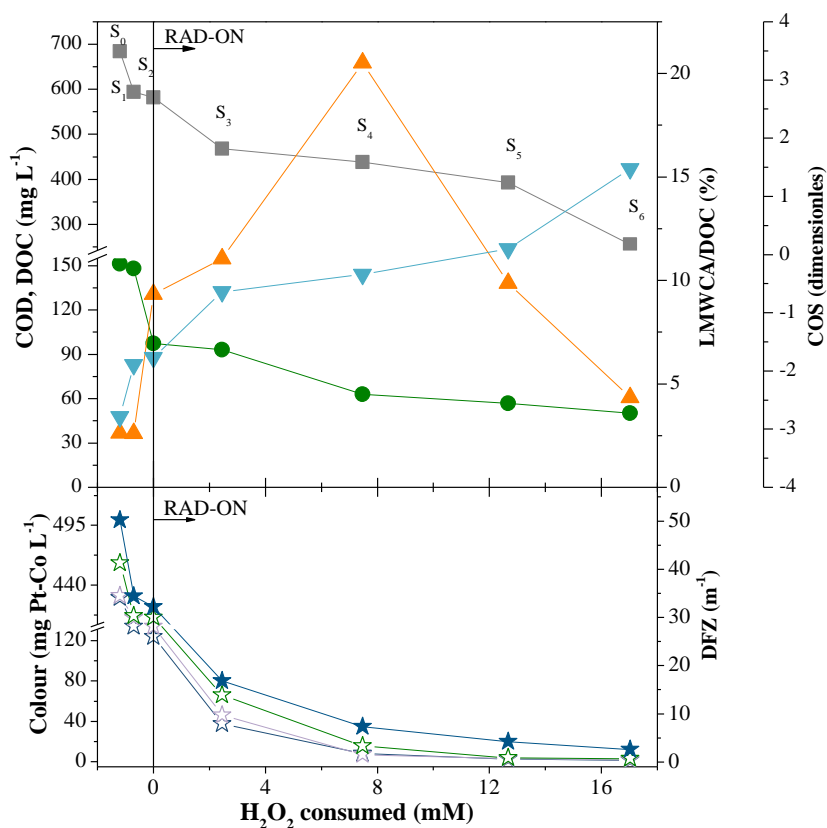 RAD-ON
S0
S1
S2
S3
S4
S5
S6
700
600
500
400
300
150
120
90
60
30
0
COD, DOC (mg L-1)
20
15
10
5
0
LMWCA/DOC (%)
4
3
2
1
0
-1
-2
-3
-4
COS (dimensionles)
RAD-ON
495
440
120
80
40
0
Colour (mg Pt-Co L-1)
50
40
30
20
10
0
DFZ (m-1)
0
4
8
12
16
H2O2 consumed (mM)